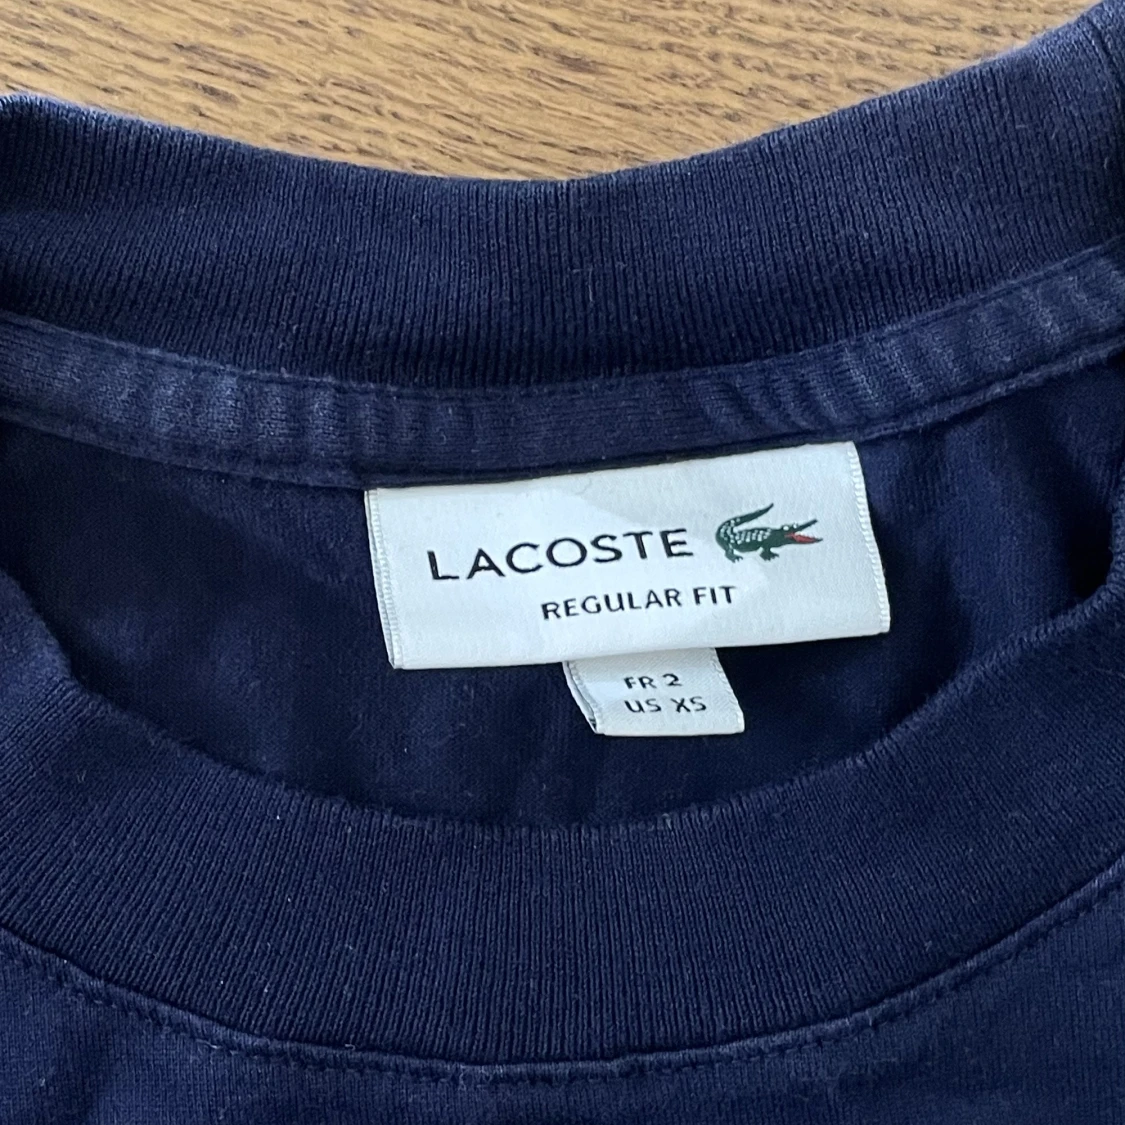 LACOSTE
REGULAR FIT
FR 2
US XS